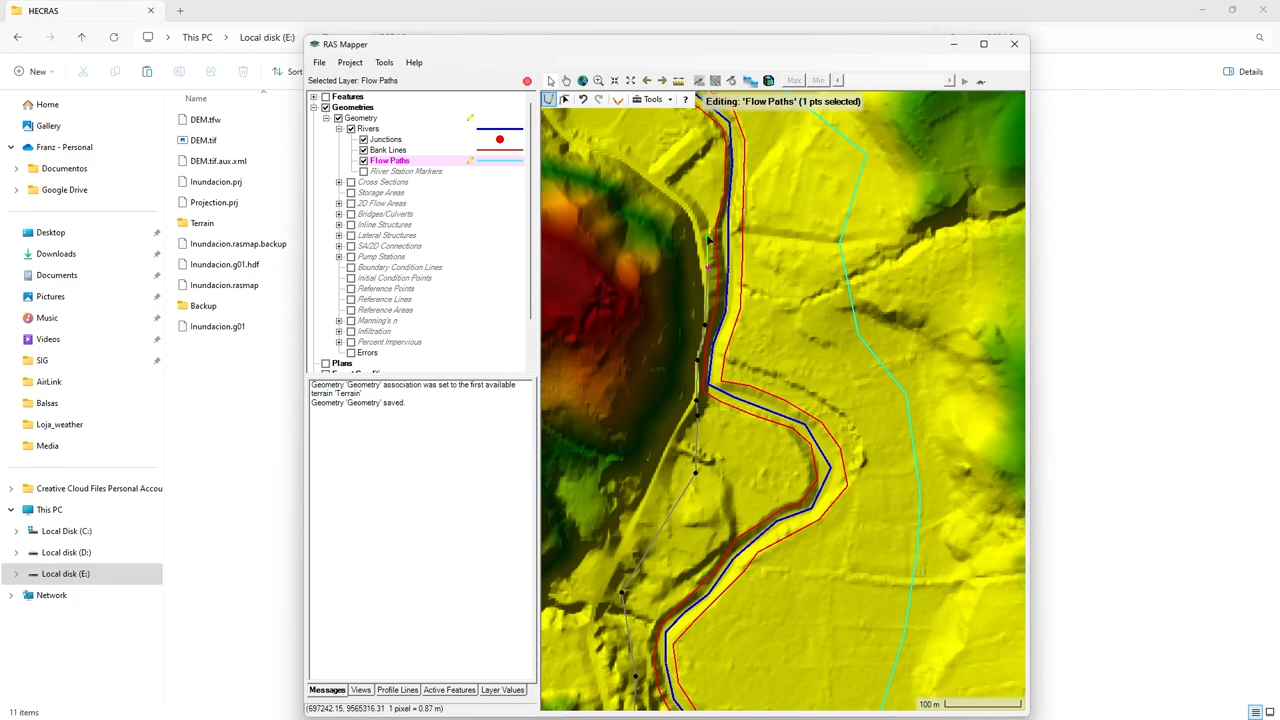 HECRAS
This PC
Local disk (E:)
New
Sort
Details
Home
Gallery
Franz - Personal
Documentos
Google Drive
Desktop
Downloads
Documents
Pictures
Music
Videos
SIG
AirLink
Balsas
Loja_weather
Media
Creative Cloud Files Personal Accou
This PC
Local Disk (C:)
Local disk (D:)
Local disk (E:)
Network
11 items
Name
DEM.tfw
DEM.tif
DEM.tif.aux.xml
Inundacion.prj
Projection.prj
Terrain
Inundacion.rasmap.backup
Inundacion.g01.hdf
Inundacion.rasmap
Backup
Inundacion.g01
RAS Mapper
File Project Tools Help
Selected Layer: Flow Paths
Max Min
Tools ?
Editing: 'Flow Paths' (1 pts selected)
Features
Geometries
Geometry
Rivers
Junctions
Bank Lines
Flow Paths
River Station Markers
Cross Sections
Storage Areas
2D Flow Areas
Bridges/Culverts
Inline Structures
Lateral Structures
SA/2D Connections
Pump Stations
Boundary Condition Lines
Initial Condition Points
Reference Points
Reference Lines
Reference Areas
Manning's n
Infiltration
Percent Impervious
Errors
Plans
Geometry 'Geometry' association was set to the first available
terrain 'Terrain'
Geometry 'Geometry' saved.
Messages Views Profile Lines Active Features Layer Values
(697242.15, 9565316.31 1 pixel = 0.87 m)
100 m